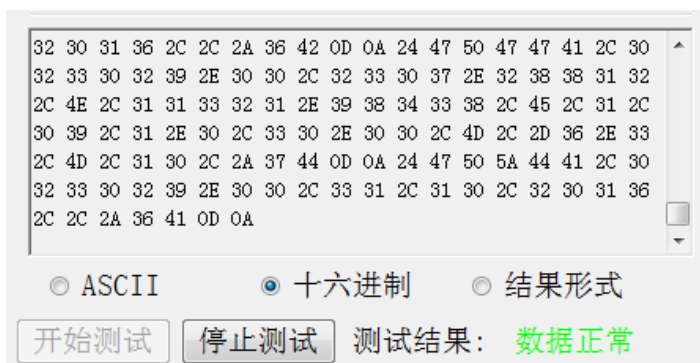 32 30 31 36 2C 2C 2A 36 42 0D 0A 24 47 50 47 47 41 2C 30
32 33 30 32 39 2E 30 30 2C 32 33 30 37 2E 32 38 38 31 32
2C 4E 2C 31 31 33 32 31 2E 39 38 34 33 38 2C 45 2C 31 2C
30 39 2C 31 2E 30 2C 33 30 2E 30 30 2C 4D 2C 2D 36 2E 33
2C 4D 2C 31 30 2C 2A 37 44 0D 0A 24 47 50 5A 44 41 2C 30
32 33 30 32 39 2E 30 30 2C 33 31 2C 31 30 2C 32 30 31 36
2C 2C 2A 36 41 0D 0A
ASCII 十六进制 结果形式
开始测试 停止测试 测试结果: 数据正常